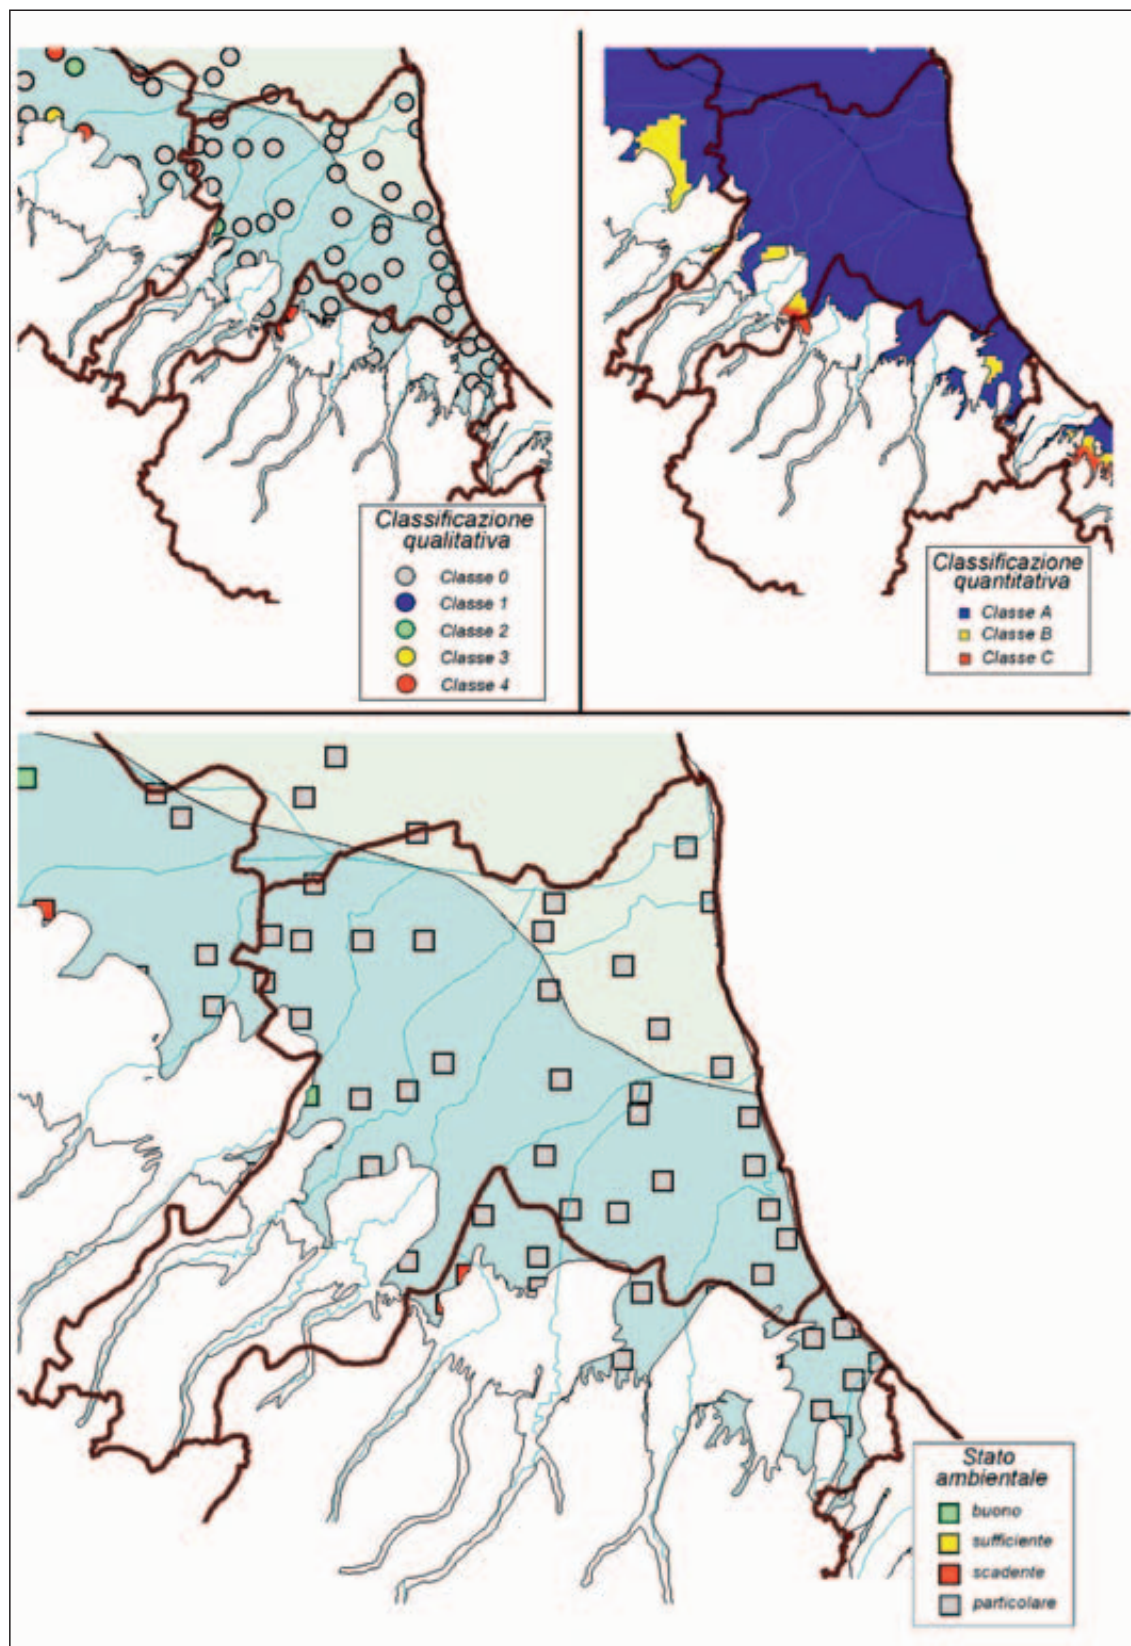 Classificazione
qualitativa
Classe 0
Classe 1
Classe 2
Classe 3
Classe 4
Classificazione
quantitativa
Classe A
Classe B
Classe C
Stato
ambientale
buono
sufficiente
scadente
particolare